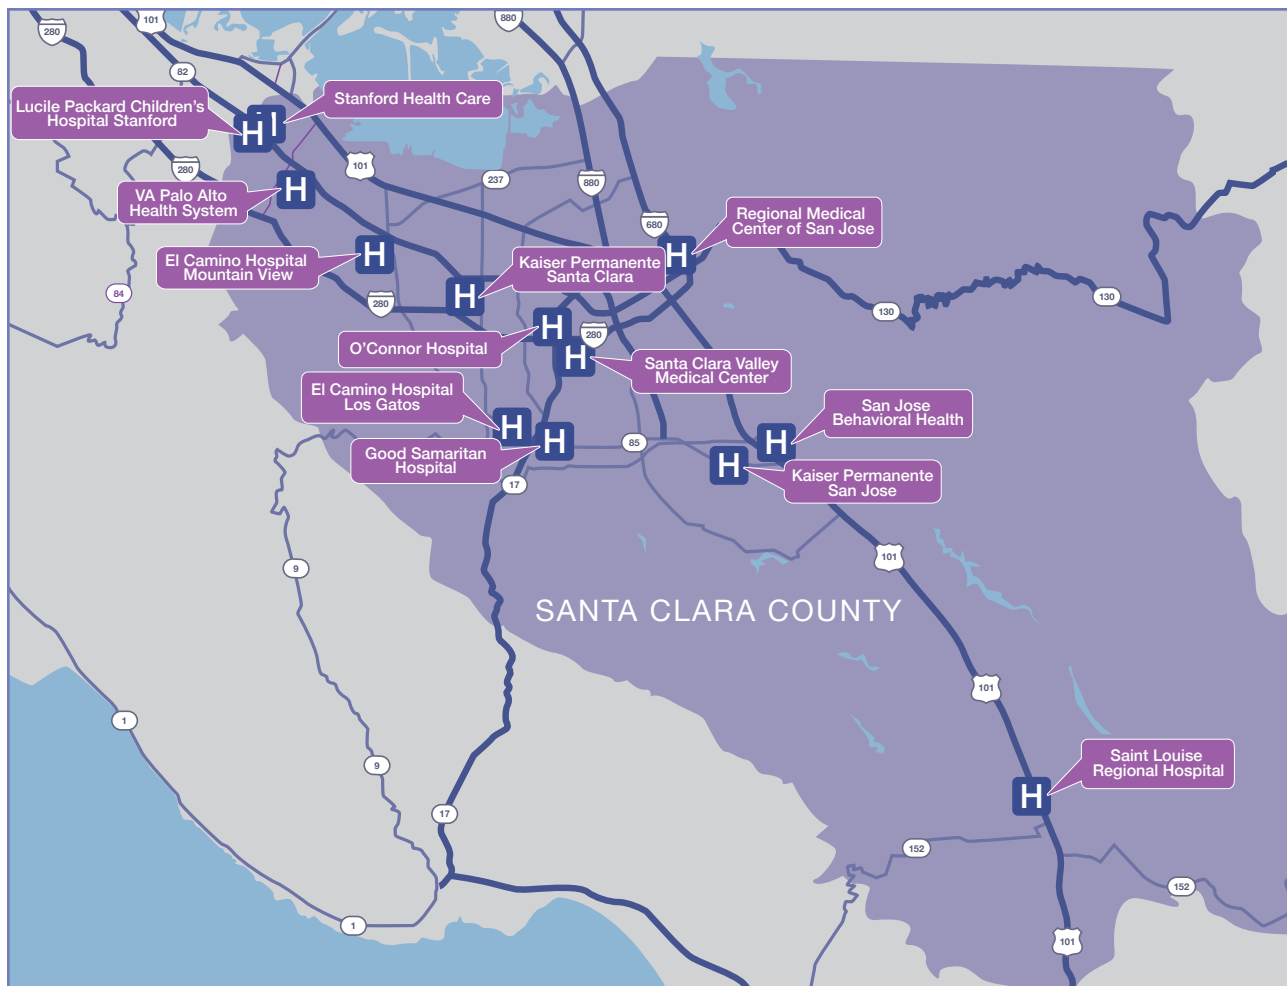 280
101
880
82
Lucile Packard Children's
Hospital Stanford
H
Stanford Health Care
280
101
237
880
VA Palo Alto
Health System
H
680
Regional Medical
Center of San Jose
H
El Camino Hospital
Mountain View
H
Kaiser Permanente
Santa Clara
H
84
280
130
130
O'Connor Hospital
H
280
H
Santa Clara Valley
Medical Center
El Camino Hospital
Los Gatos
H
San Jose
Behavioral Health
H
Good Samaritan
Hospital
H
85
H
Kaiser Permanente
San Jose
17
9
101
SANTA CLARA COUNTY
101
1
9
Saint Louise
Regional Hospital
H
17
152
152
1
101